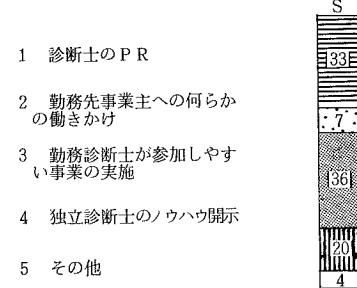 S
1 診断士のPR
33
2 勤務先事業主への何らか
の働きかけ
7
3 勤務診断士が参加しやす
い事業の実施
36
4 独立診断士のノウハウ開示
20
5 その他
4